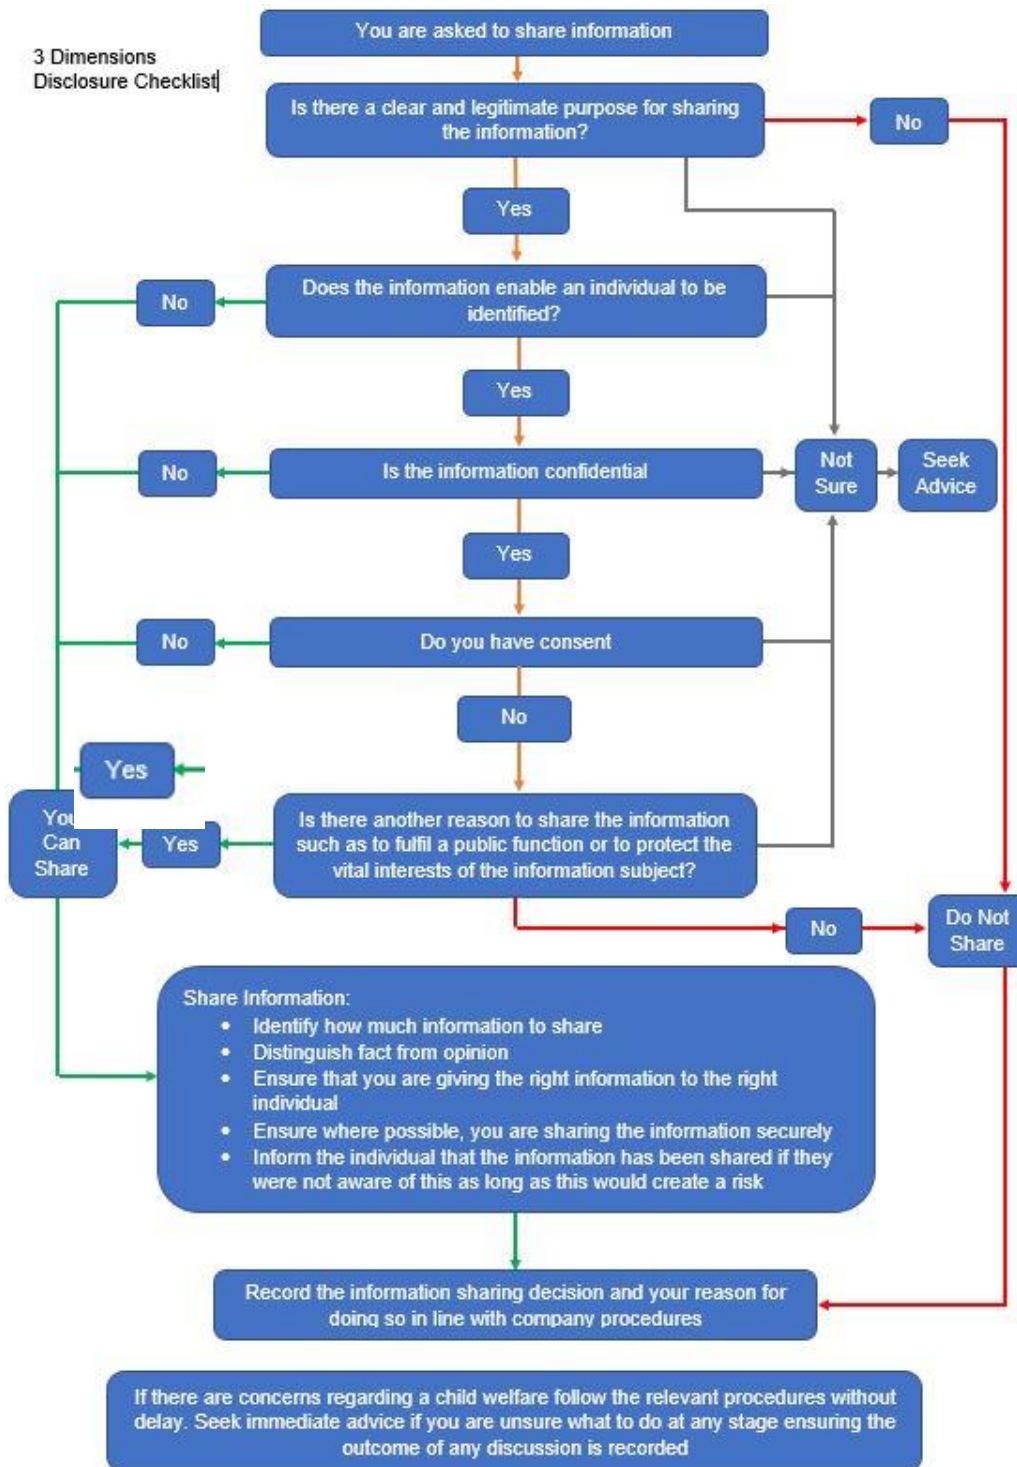 3 Dimensions
Disclosure Checklist
You are asked to share information
Is there a clear and legitimate purpose for sharing
the information?
No
Yes
Does the information enable an individual to be
identified?
No
Yes
Is the information confidential
No
Not
Sure
Seek
Advice
Yes
Do you have consent
No
No
Yes
You
Can
Share
Yes
Is there another reason to share the information
such as to fulfil a public function or to protect the
vital interests of the information subject?
No
Do Not
Share
Share Information:
• Identify how much information to share
• Distinguish fact from opinion
• Ensure that you are giving the right information to the right
individual
• Ensure where possible, you are sharing the information securely
• Inform the individual that the information has been shared if they
were not aware of this as long as this would create a risk
Record the information sharing decision and your reason for
doing so in line with company procedures
If there are concerns regarding a child welfare follow the relevant procedures without
delay. Seek immediate advice if you are unsure what to do at any stage ensuring the
outcome of any discussion is recorded